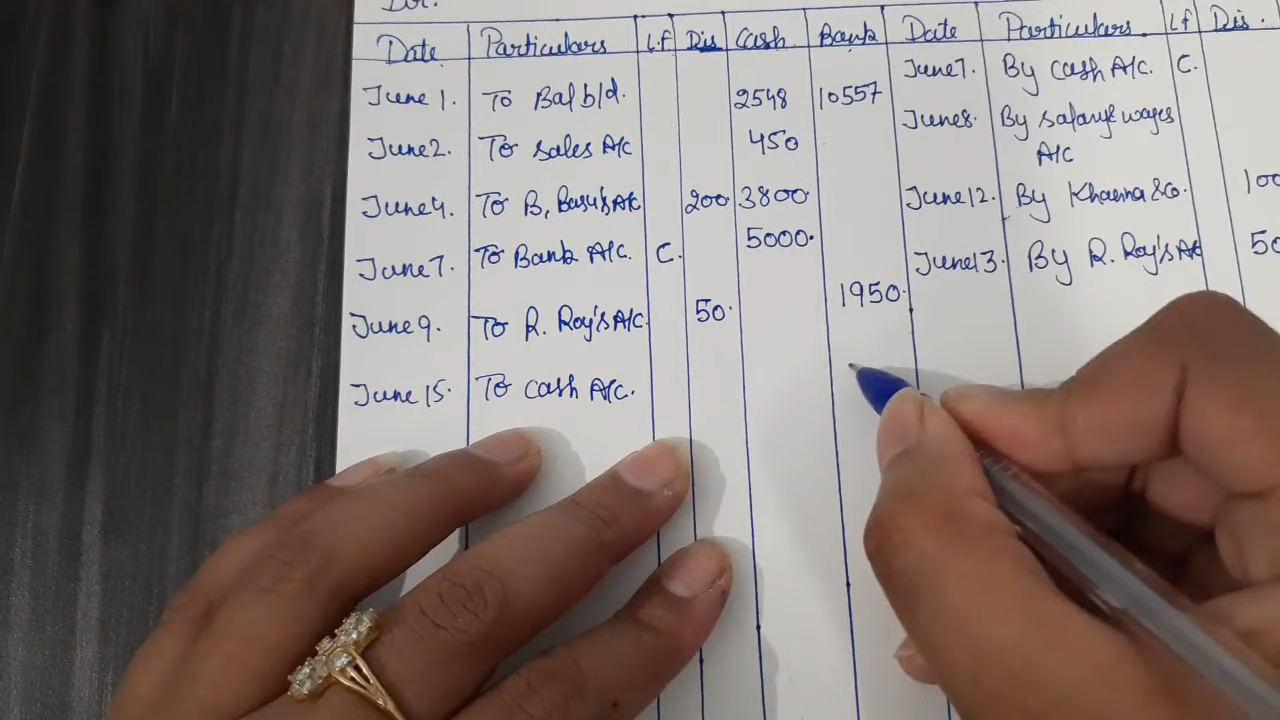 Dr.
Date Particulars L.f Dis Cash Bank Date Particulars Lf Dis.
June 1. To Bal b/d. 2548 10557 June 7. By Cash A/c. C.
June 2. To sales A/c 450 June 8. By salary & wages A/c
June 4. To B. Basu's A/c 200 3800 June 12. By Khanna & Co. 100
June 7. To Bank A/c. C. 5000. June 13. By R. Roy's A/c 50
June 9. To R. Roy's A/c. 50. 1950.
June 15. To Cash A/c.